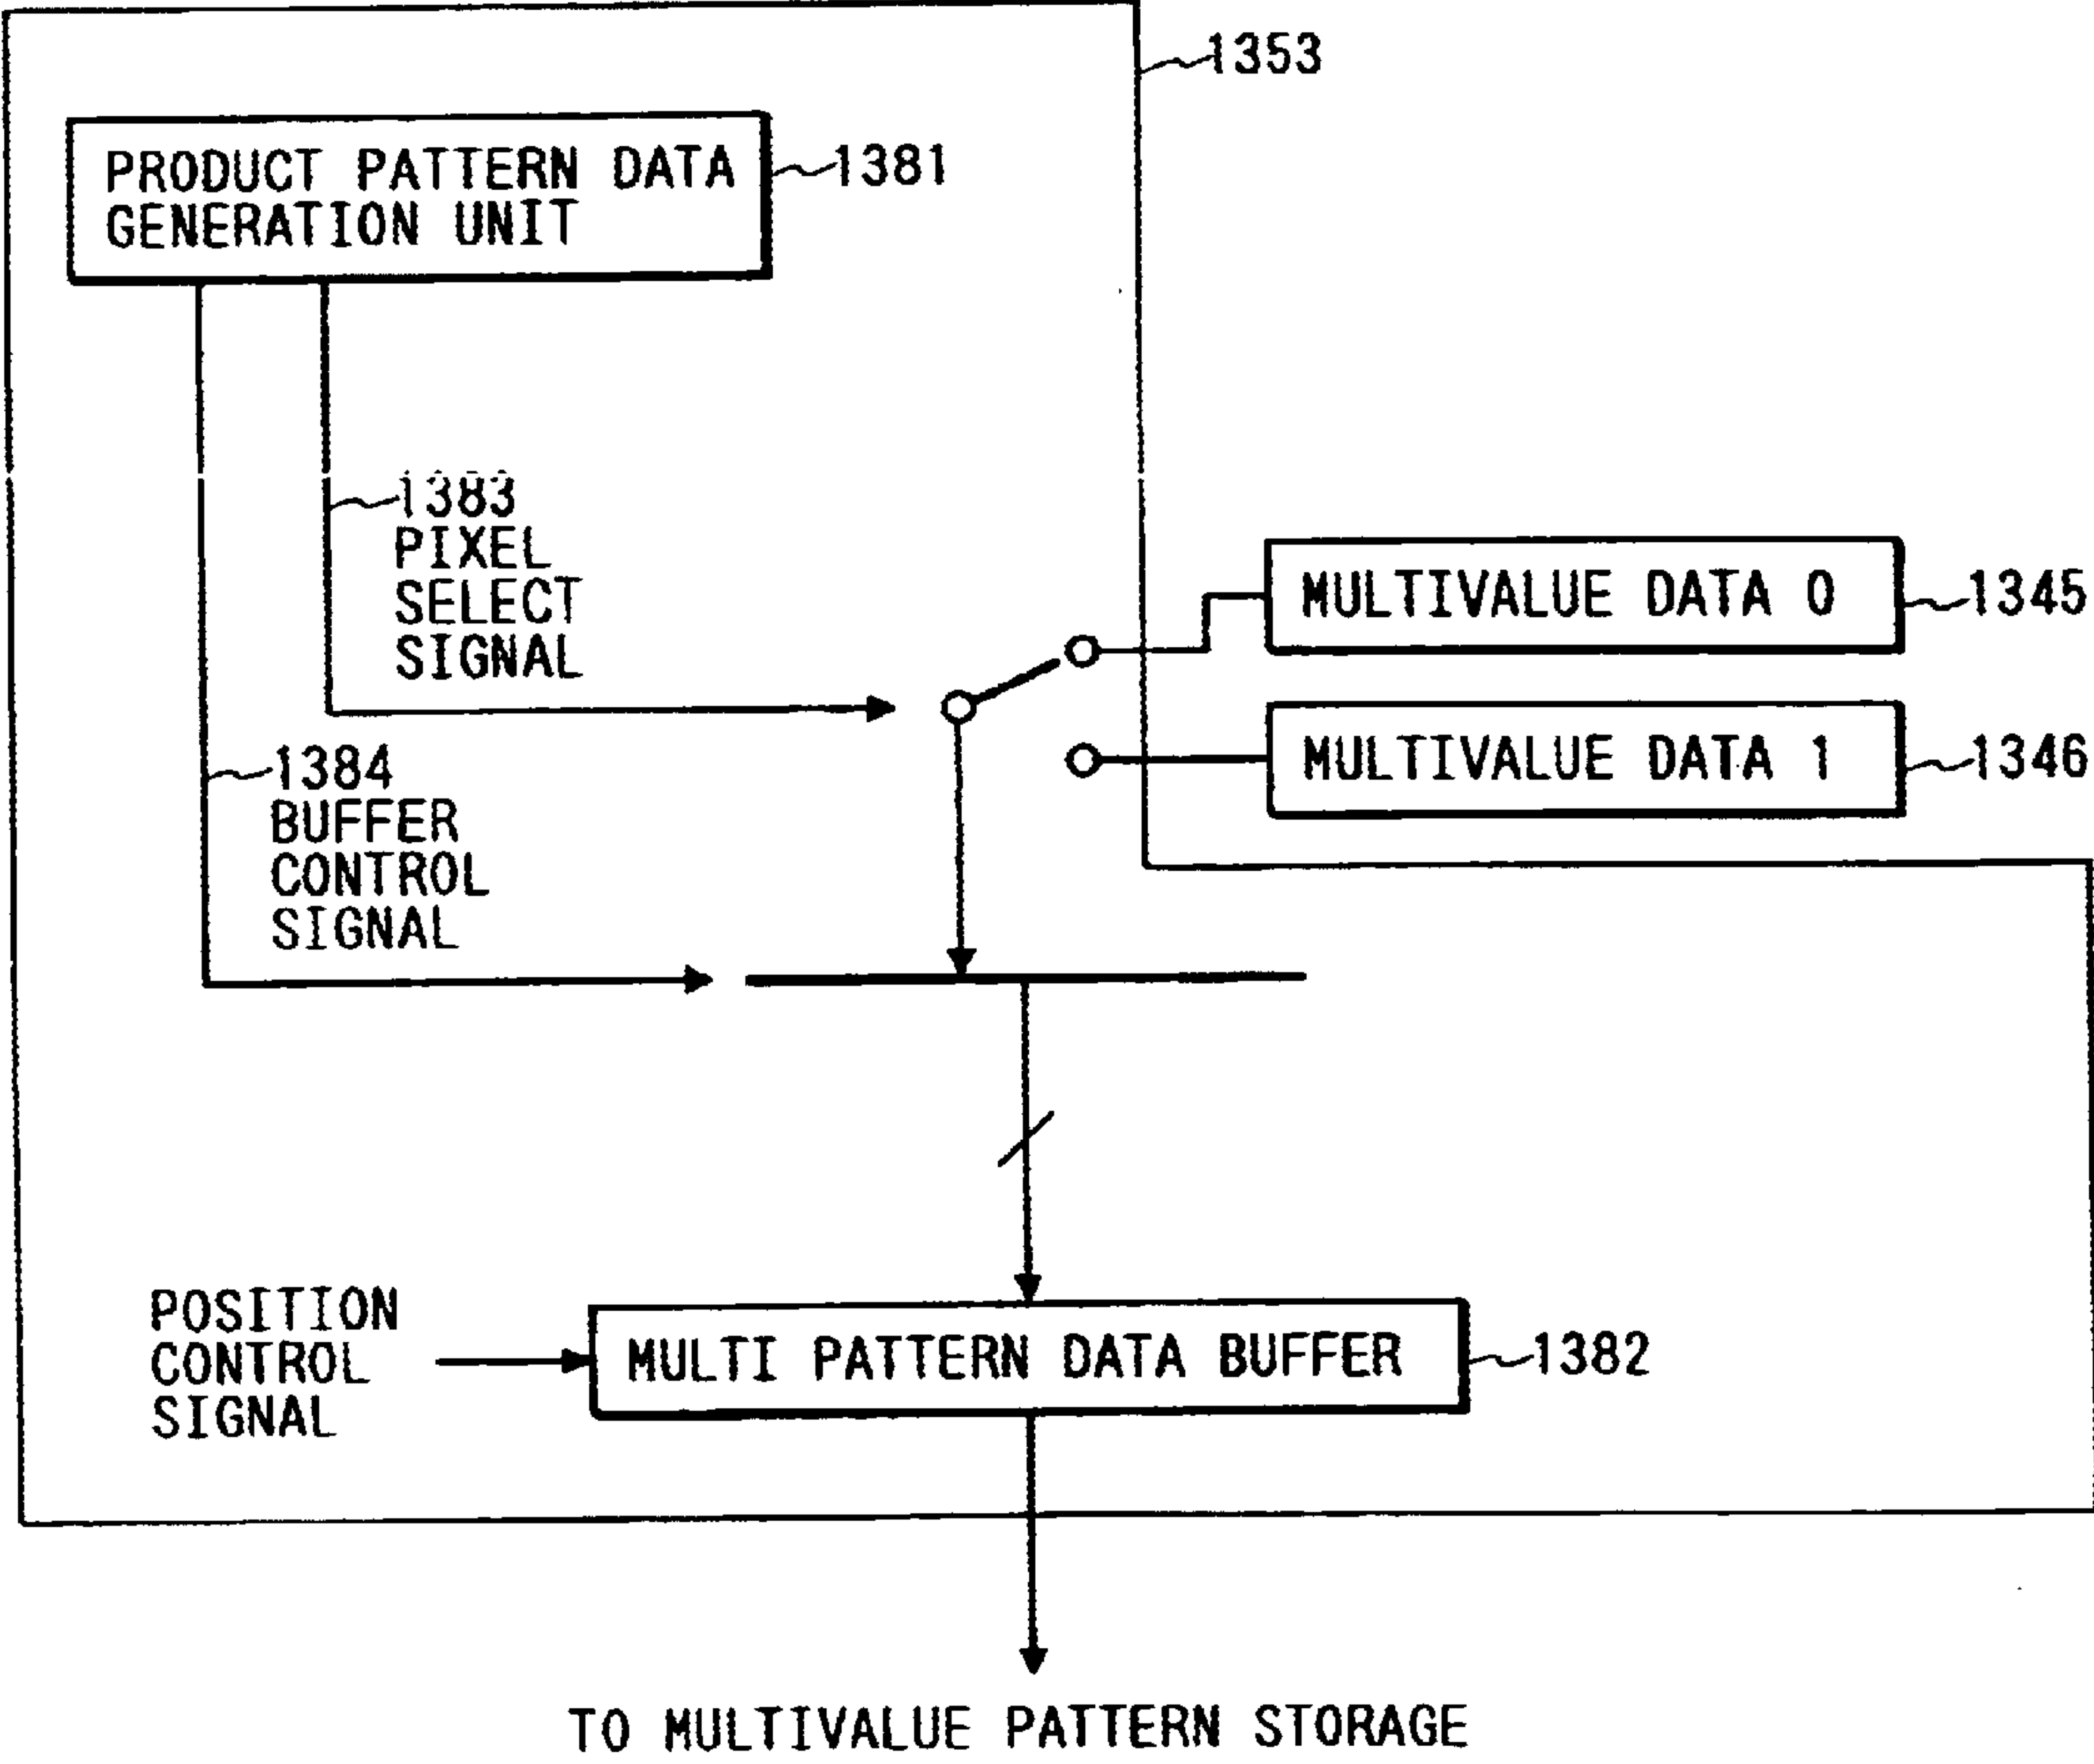 1353
PRODUCT PATTERN DATA
GENERATION UNIT
1381
1383
PIXEL
SELECT
SIGNAL
MULTIVALUE DATA 0
1345
MULTIVALUE DATA 1
1346
1384
BUFFER
CONTROL
SIGNAL
POSITION
CONTROL
SIGNAL
MULTI PATTERN DATA BUFFER
1382
TO MULTIVALUE PATTERN STORAGE